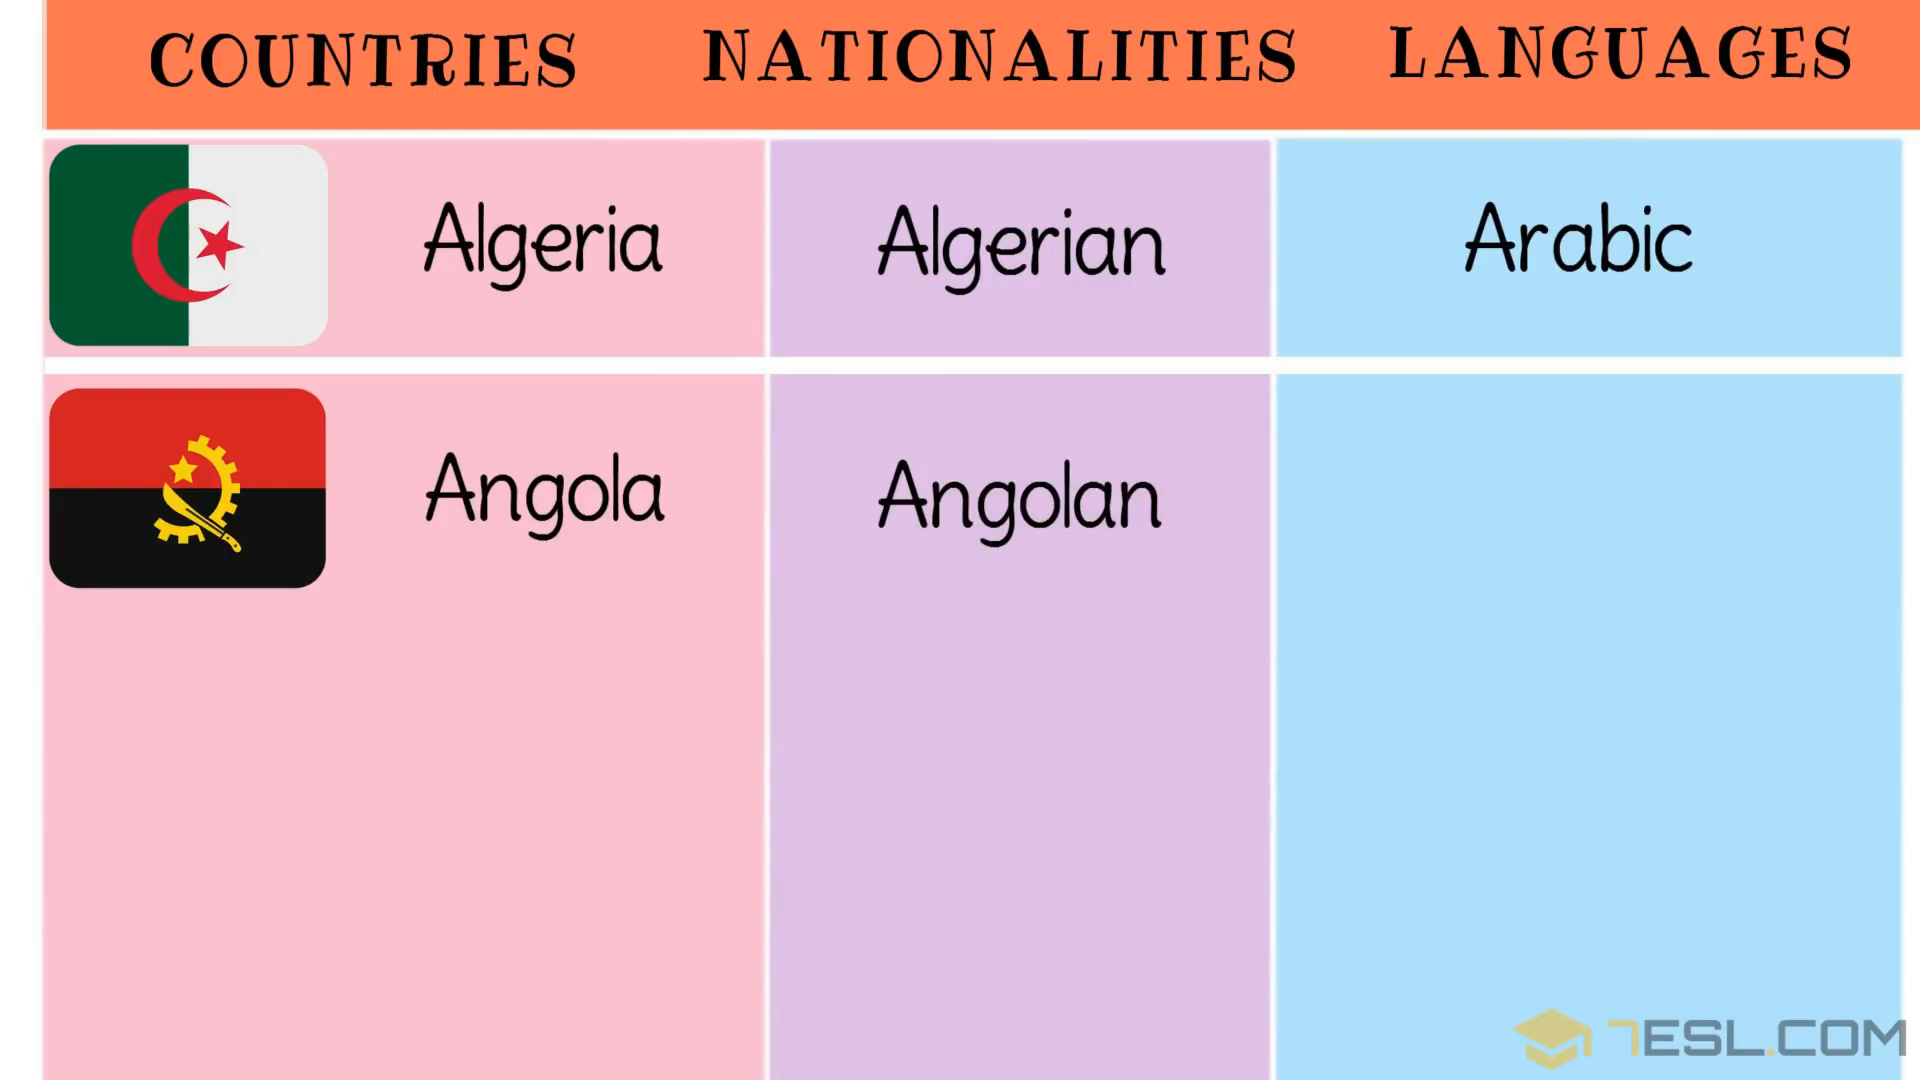 COUNTRIES NATIONALITIES LANGUAGES
Algeria Algerian Arabic
Angola Angolan
7ESL.COM